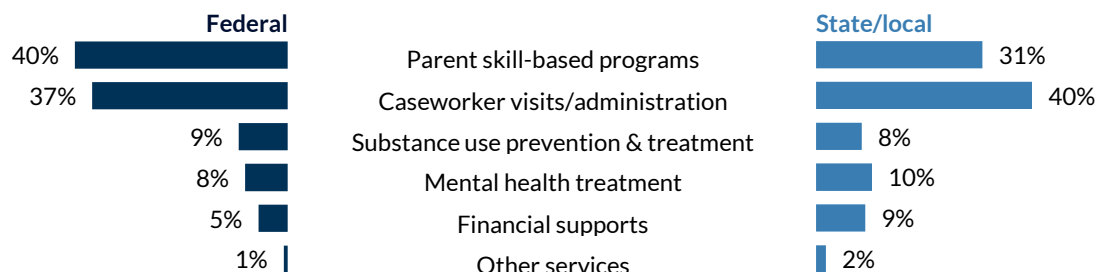 Federal State/local
40% Parent skill-based programs 31%
37% Caseworker visits/administration 40%
9% Substance use prevention & treatment 8%
8% Mental health treatment 10%
5% Financial supports 9%
1% Other services 2%